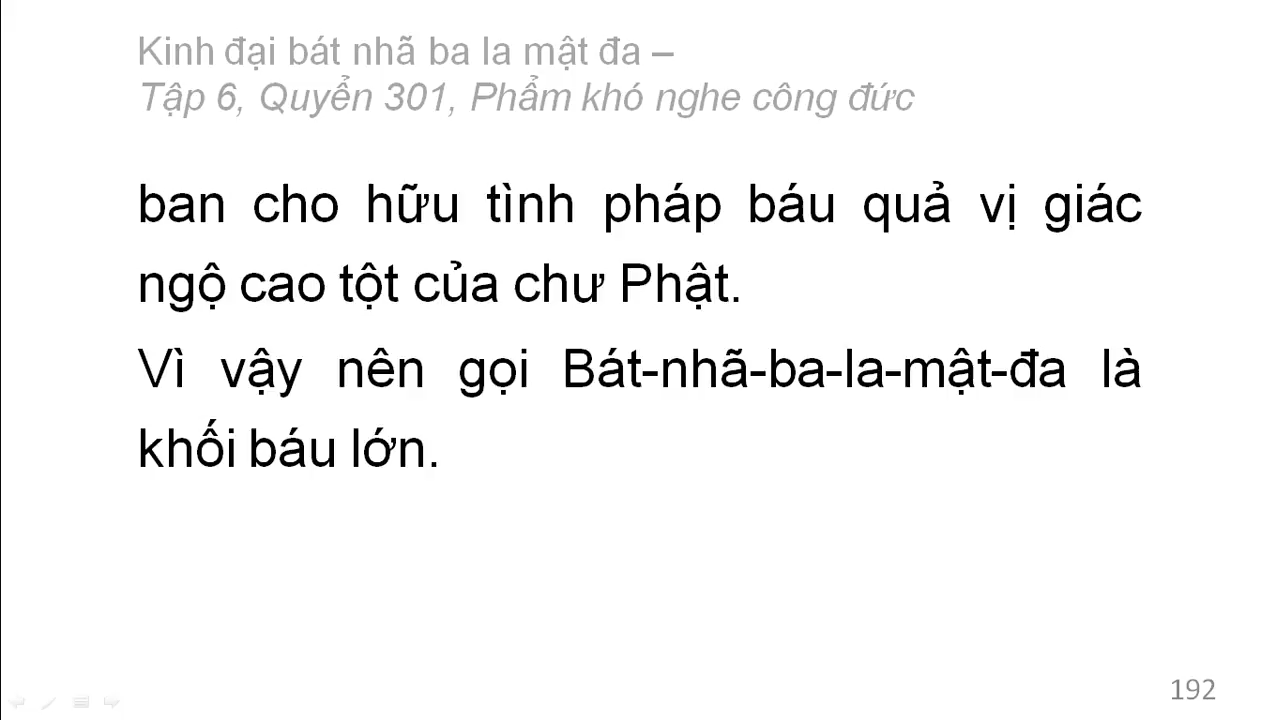 Kinh đại bát nhã ba la mật đa –
Tập 6, Quyển 301, Phẩm khó nghe công đức
ban cho hữu tình pháp báu quả vị giác
ngộ cao tột của chư Phật.
Vì vậy nên gọi Bát-nhã-ba-la-mật-đa là
khối báu lớn.
192